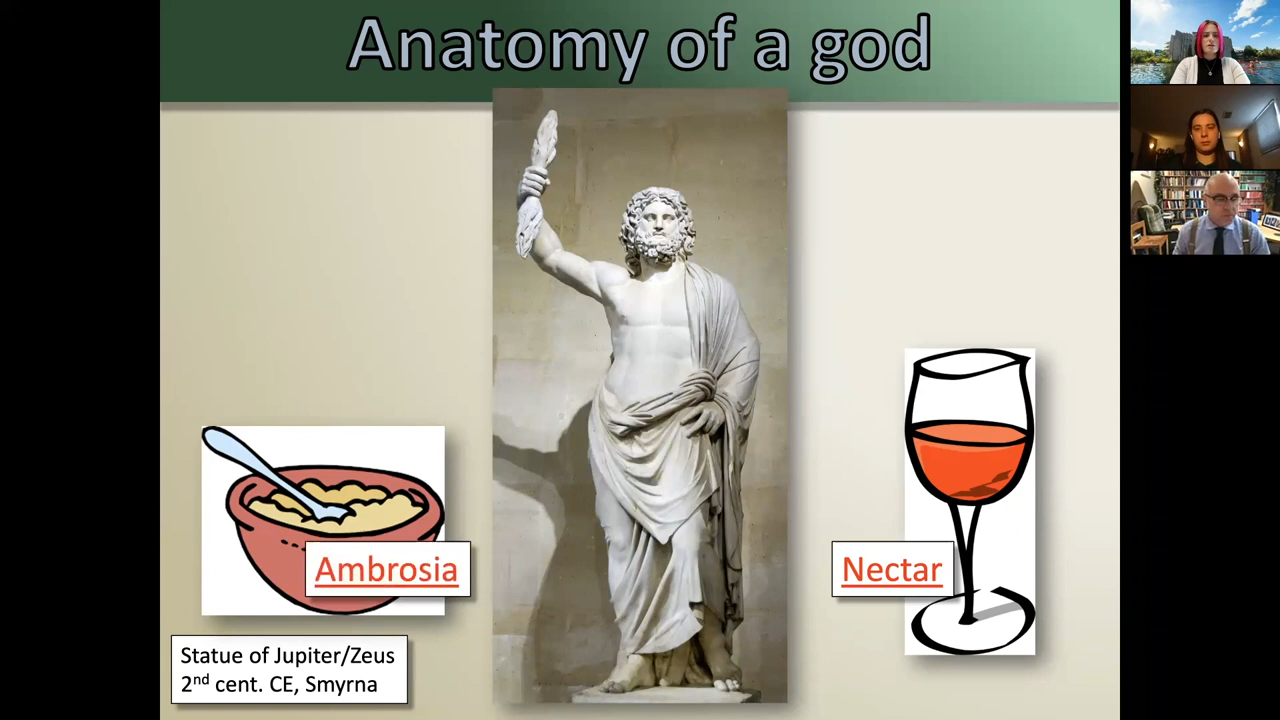 Anatomy of a god
Ambrosia
Nectar
Statue of Jupiter/Zeus
2nd cent. CE, Smyrna